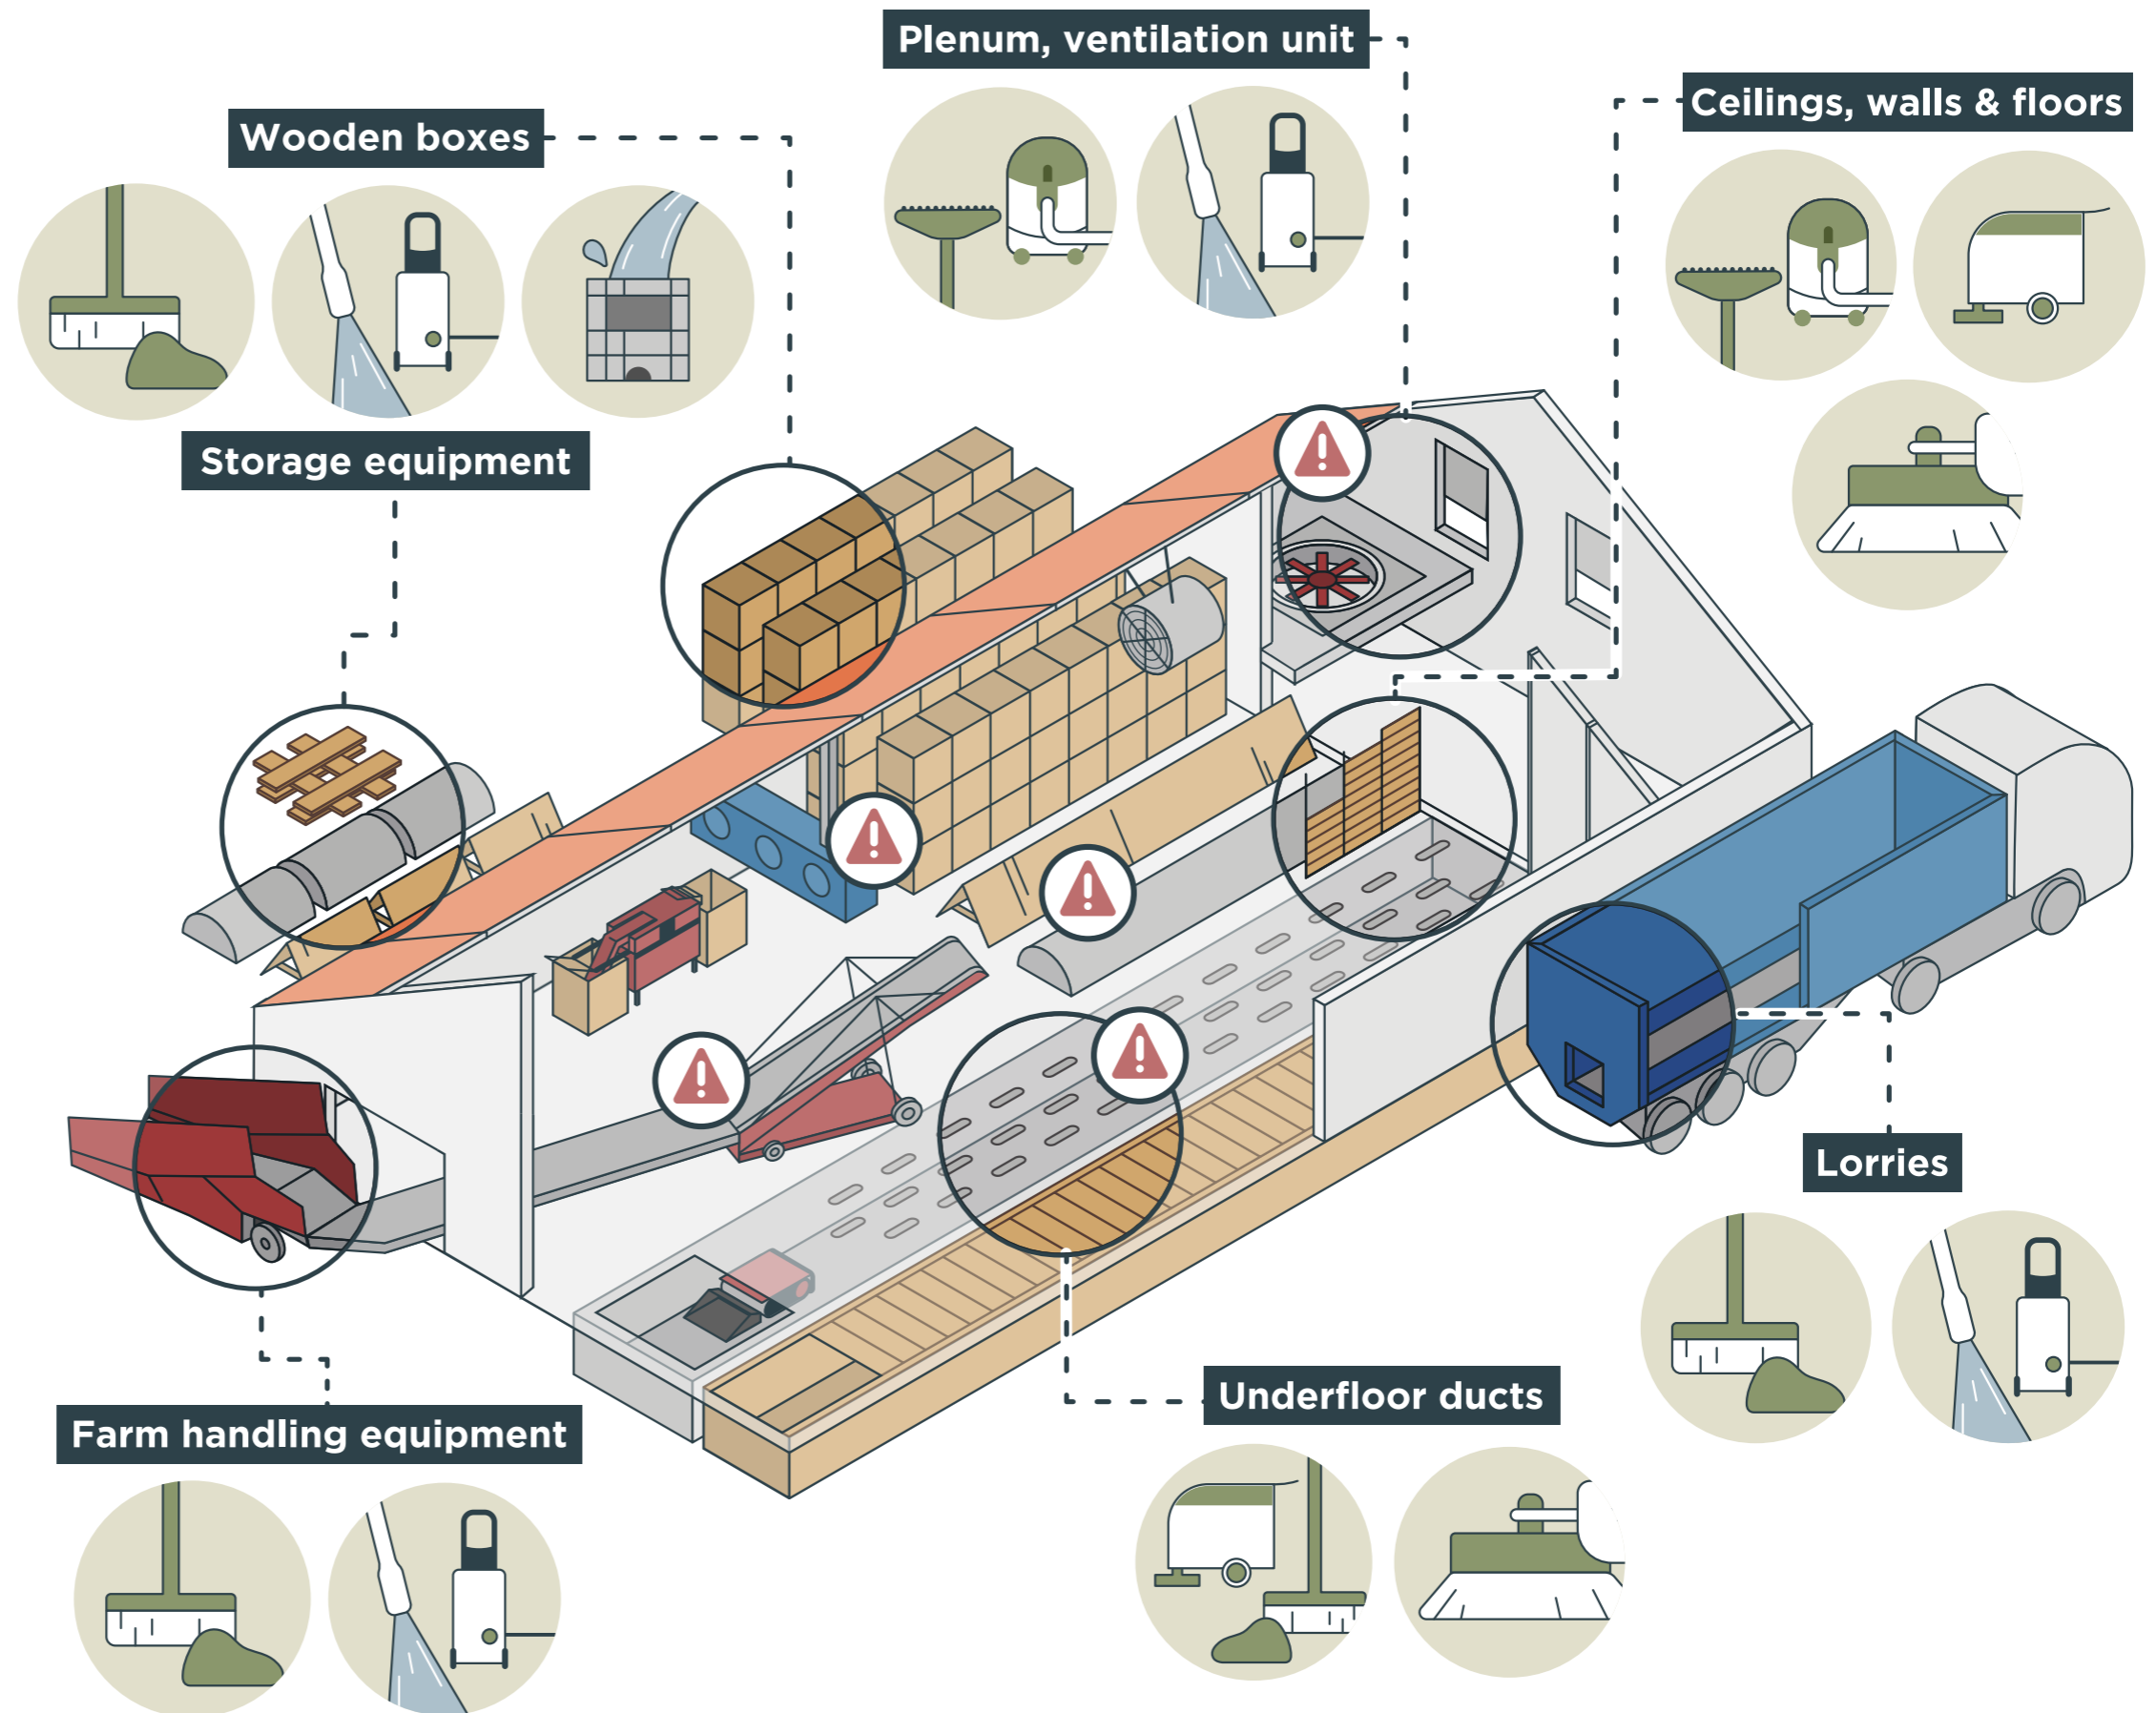 Plenum, ventilation unit
Ceilings, walls & floors
Wooden boxes
Storage equipment
Lorries
Underfloor ducts
Farm handling equipment